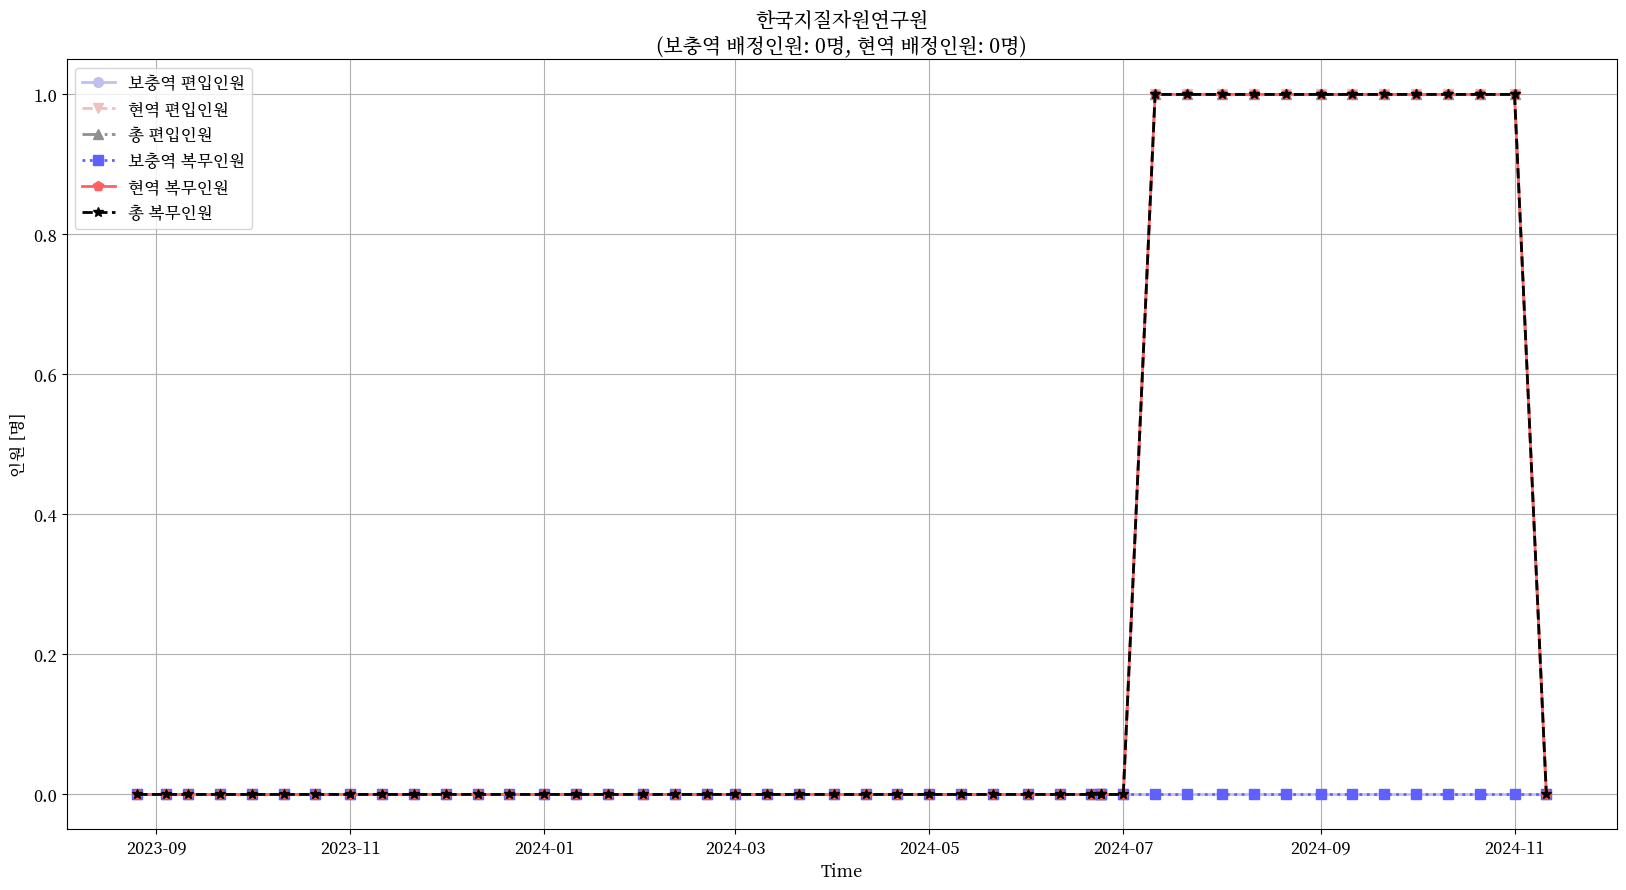 한국지질자원연구원
(보충역 배정인원: 0명, 현역 배정인원: 0명)
보충역 편입인원
현역 편입인원
총 편입인원
보충역 복무인원
현역 복무인원
총 복무인원
인원 [명]
1.0
0.8
0.6
0.4
0.2
0.0
2023-09 2023-11 2024-01 2024-03 2024-05 2024-07 2024-09 2024-11
Time